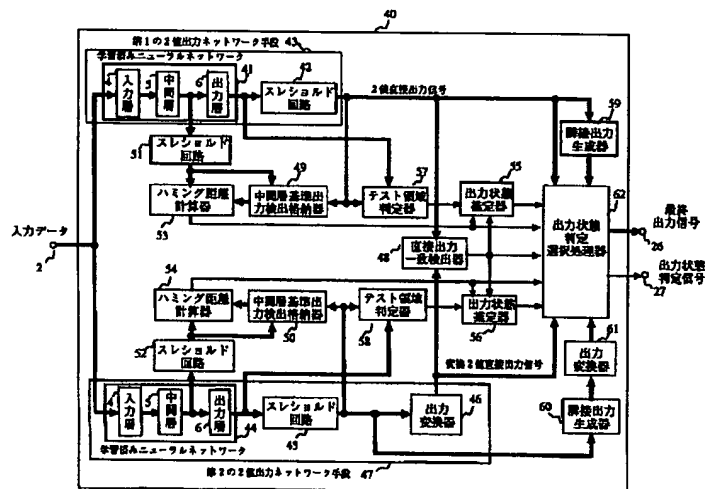 40
第1の2値出力ネットワーク手段 43
学習済みニューラルネットワーク
4 5 6 41 42
入力層 中間層 出力層
スレショルド回路
2値直接出力信号
59
隣接出力生成器
51
スレショルド回路
49
57
55
62
ハミング距離計算器
53
中間層基準出力検出格納器
テスト領域判定器
出力状態推定器
最終出力信号
26
入力データ
2
48
直接出力一致検出器
出力状態判定選択処理器
出力状態判定信号
27
54
ハミング距離計算器
中間層基準出力検出格納器
50
テスト領域判定器
58
出力状態推定器
56
52
スレショルド回路
変換2値直接出力信号
61
出力変換器
4 5
入力層 中間層 出力層
6 44
スレショルド回路
45
出力変換器
46
60
隣接出力生成器
学習済みニューラルネットワーク
第2の2値出力ネットワーク手段
47